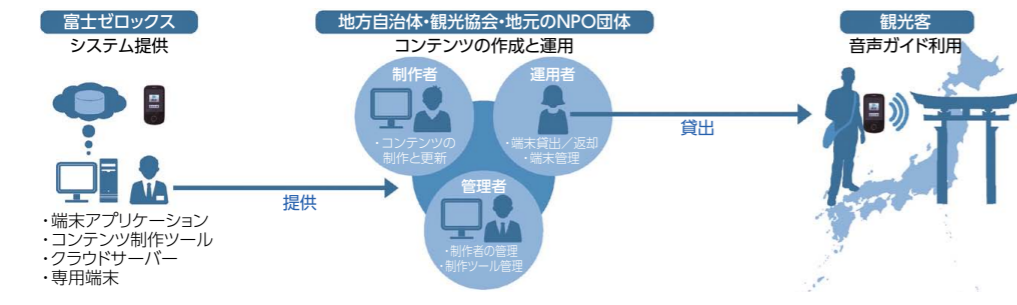 富士ゼロックス
システム提供
・端末アプリケーション
・コンテンツ制作ツール
・クラウドサーバー
・専用端末
提供
地方自治体・観光協会・地元のNPO団体
コンテンツの作成と運用
制作者
・コンテンツの
制作と更新
運用者
・端末貸出／返却
・端末管理
管理者
・制作者の管理
・制作ツール管理
貸出
観光客
音声ガイド利用